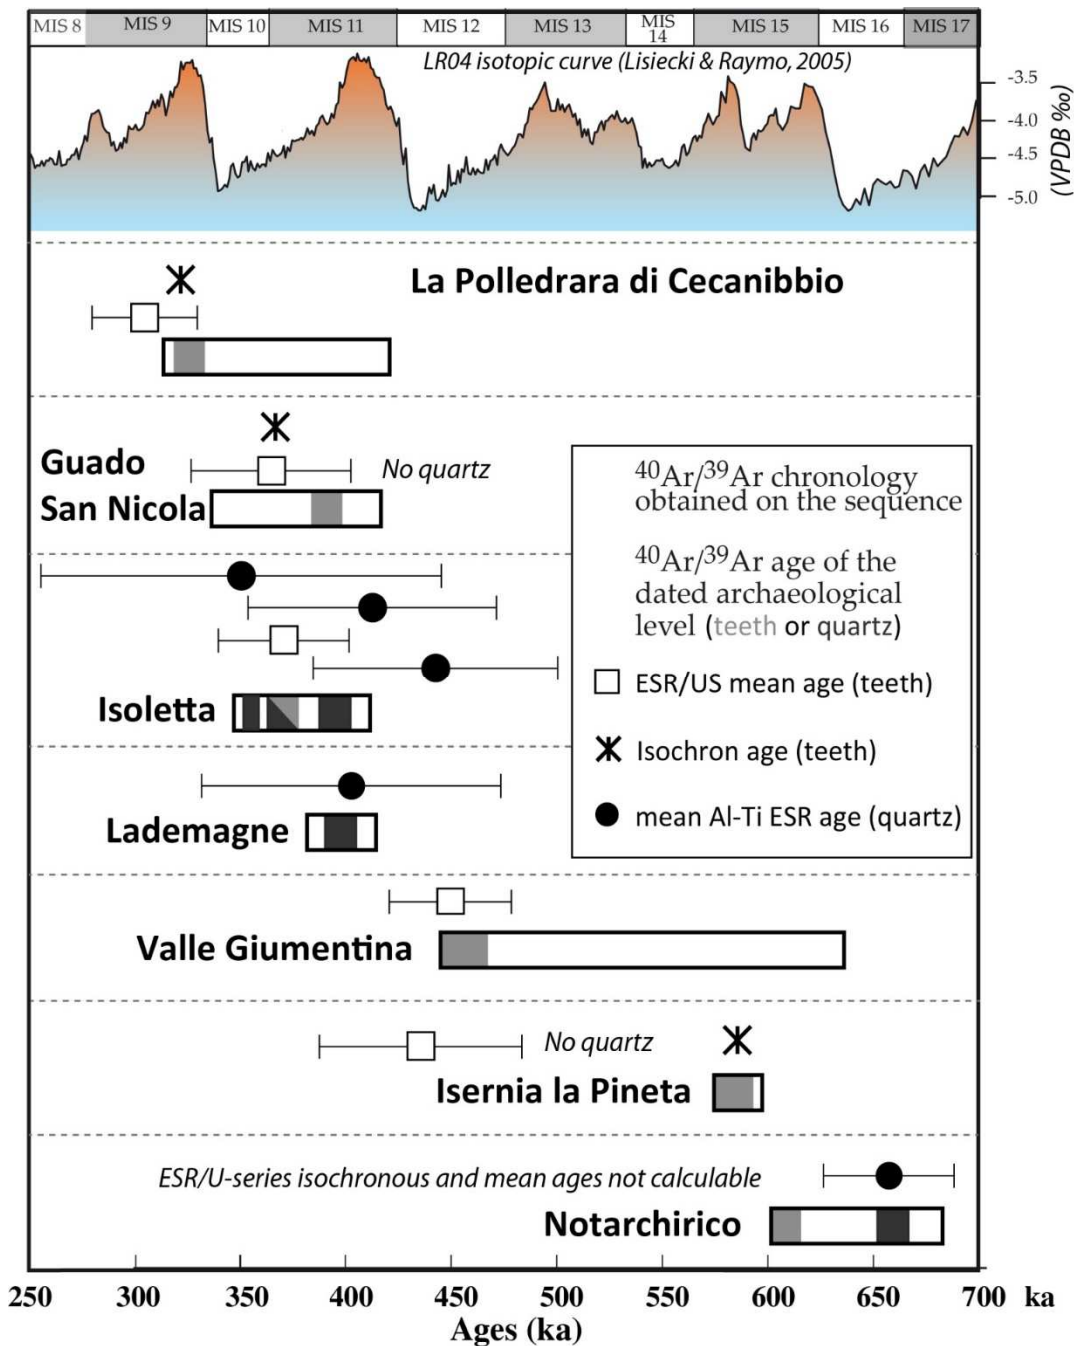 MIS 8 MIS 9 MIS 10 MIS 11 MIS 12 MIS 13 MIS 14 MIS 15 MIS 16 MIS 17
LR04 isotopic curve (Lisiecki & Raymo, 2005)
-3.5
-4.0
-4.5
-5.0
(VPDB ‰)
La Polledrara di Cecanibbio
Guado
San Nicola
No quartz
⁴⁰Ar/³⁹Ar chronology
obtained on the sequence
⁴⁰Ar/³⁹Ar age of the
dated archaeological
level (teeth or quartz)
ESR/US mean age (teeth)
Isochron age (teeth)
mean Al-Ti ESR age (quartz)
Isoletta
Lademagne
Valle Giumentina
No quartz
Isernia la Pineta
ESR/U-series isochronous and mean ages not calculable
Notarchirico
250 300 350 400 450 500 550 600 650 700 ka
Ages (ka)